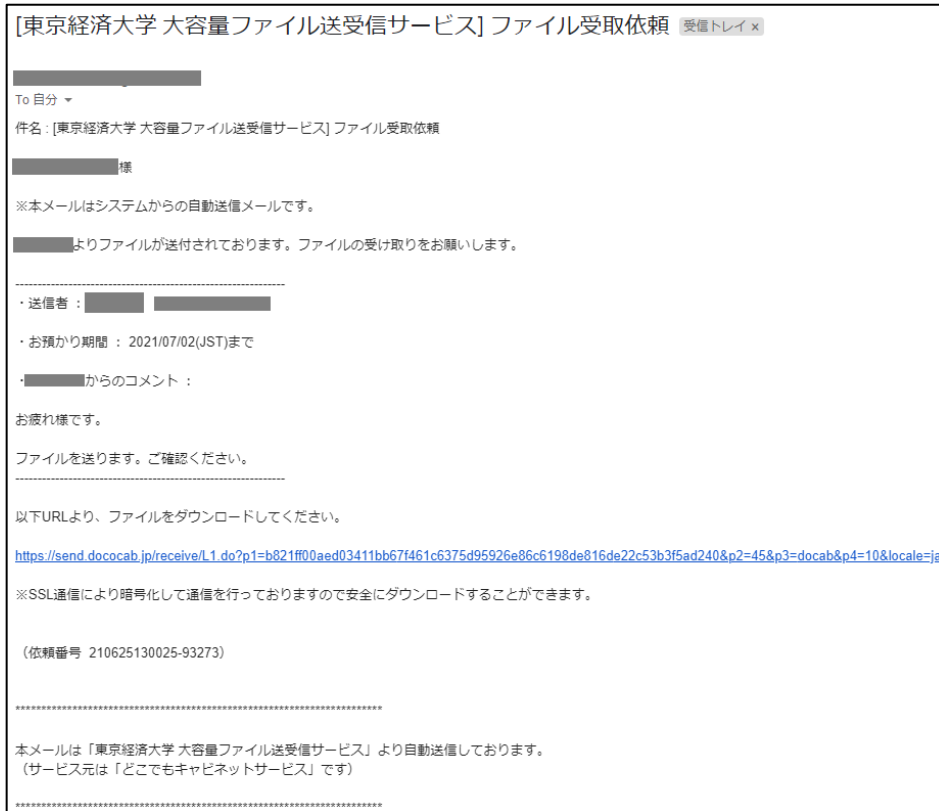 [東京経済大学 大容量ファイル送受信サービス] ファイル受取依頼 受信トレイ ×
To 自分
件名 : [東京経済大学 大容量ファイル送受信サービス] ファイル受取依頼
様
※本メールはシステムからの自動送信メールです。
よりファイルが送付されております。ファイルの受け取りをお願いします。
------------------------------------------------------------
・送信者 ：
・お預かり期間 ： 2021/07/02(JST)まで
・ からのコメント ：
お疲れ様です。
ファイルを送ります。ご確認ください。
------------------------------------------------------------
以下URLより、ファイルをダウンロードしてください。
https://send.dococab.jp/receive/L1.do?p1=b821ff00aed03411bb67f461c6375d95926e86c6198de816de22c53b3f5ad240&p2=45&p3=docab&p4=10&locale=ja
※SSL通信により暗号化して通信を行っておりますので安全にダウンロードすることができます。
（依頼番号 210625130025-93273）
**********************************************************************
本メールは「東京経済大学 大容量ファイル送受信サービス」より自動送信しております。
（サービス元は「どこでもキャビネットサービス」です）
**********************************************************************